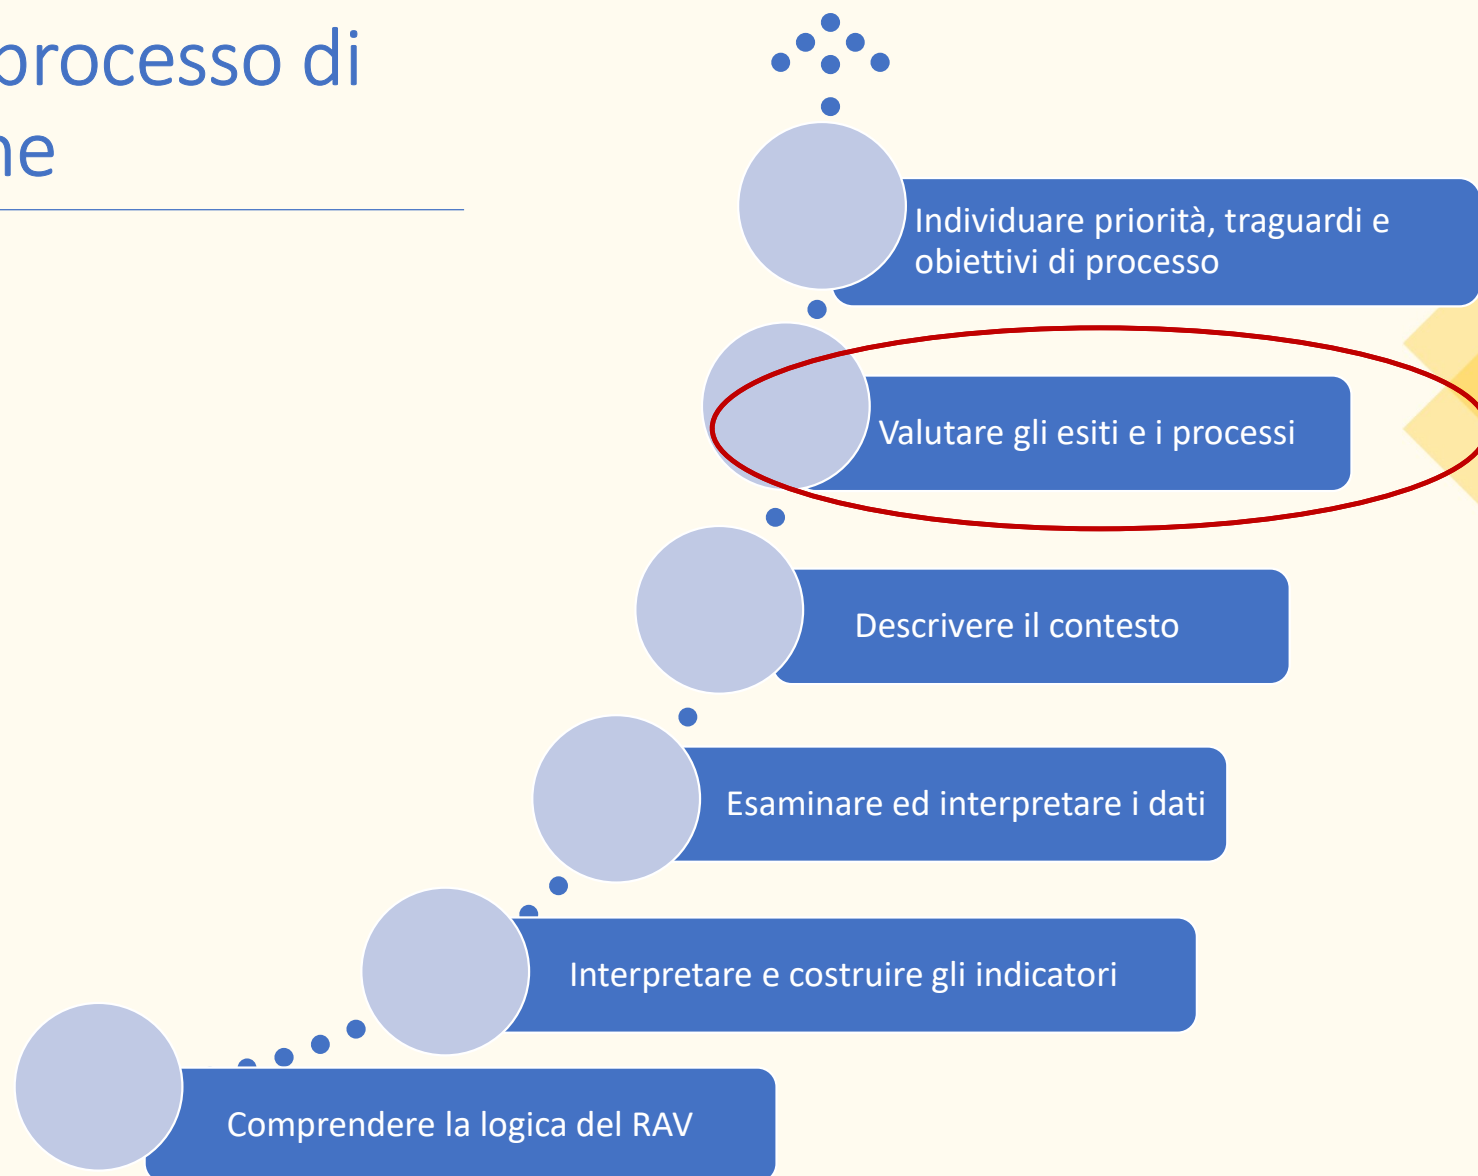 processo di
ne
Individuare priorità, traguardi e
obiettivi di processo
Valutare gli esiti e i processi
Descrivere il contesto
Esaminare ed interpretare i dati
Interpretare e costruire gli indicatori
Comprendere la logica del RAV